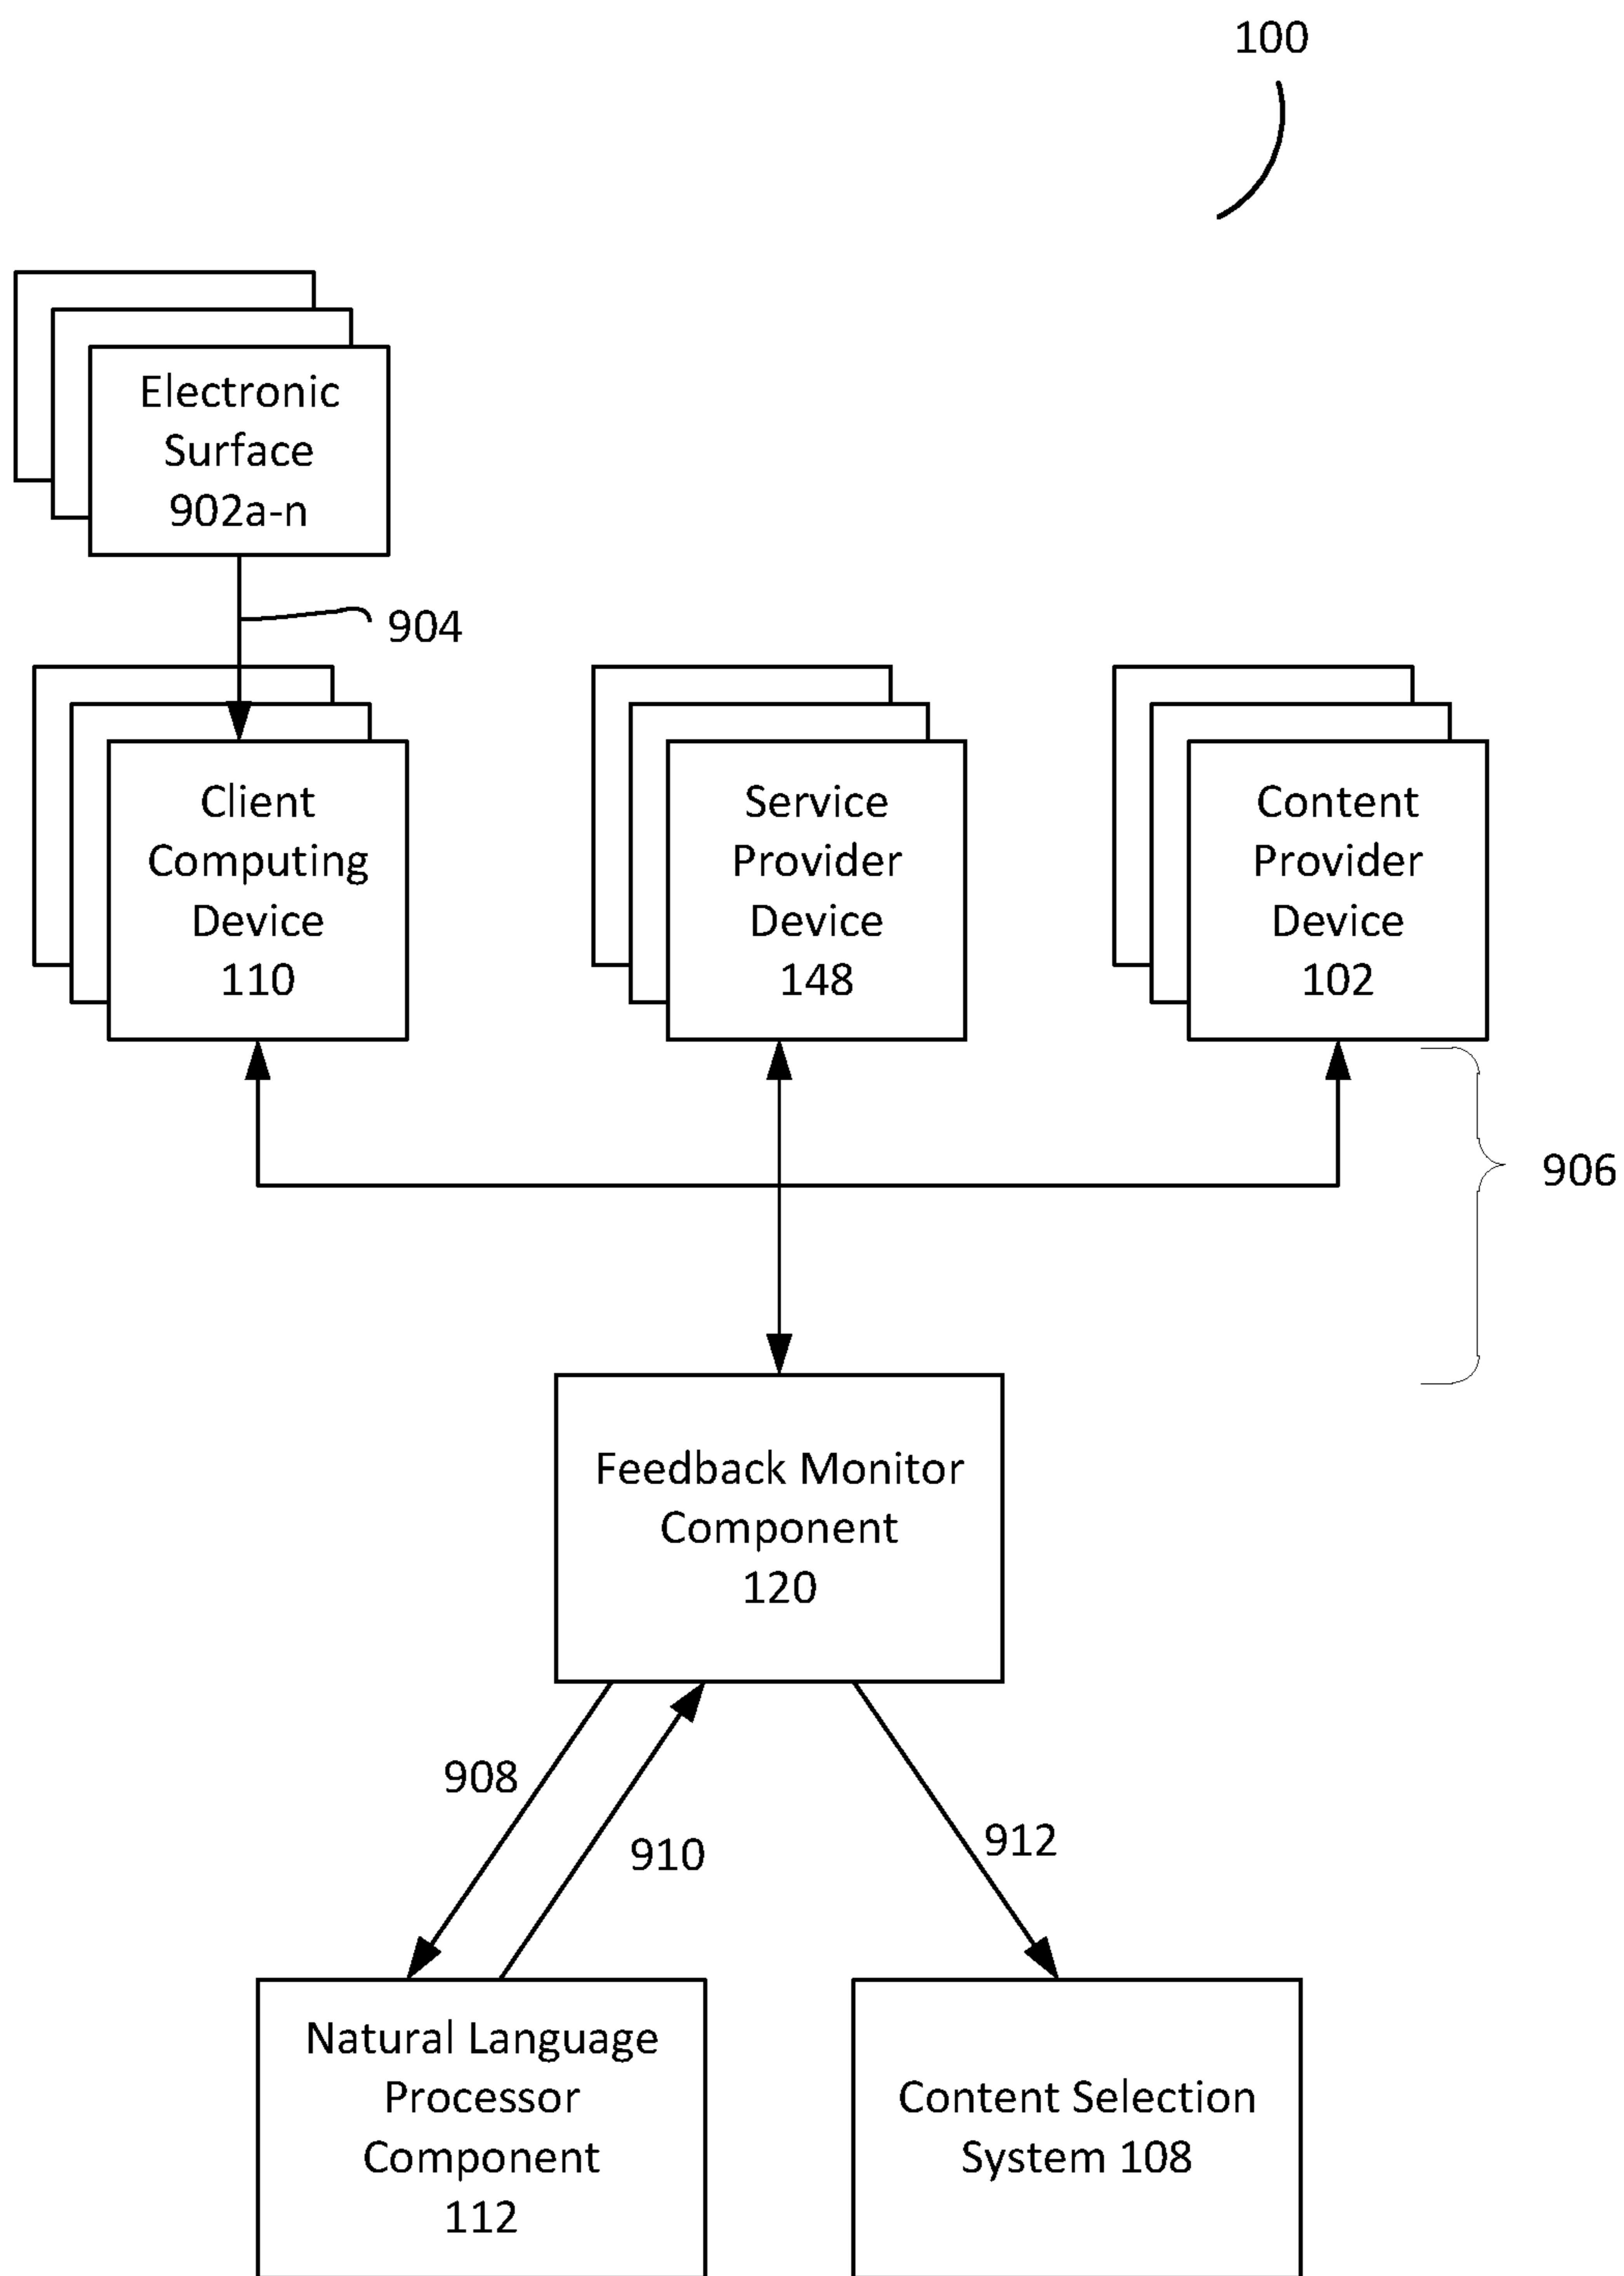 100
Electronic
Surface
902a-n
904
Client
Computing
Device
110
Service
Provider
Device
148
Content
Provider
Device
102
906
Feedback Monitor
Component
120
908
910
912
Natural Language
Processor
Component
112
Content Selection
System 108